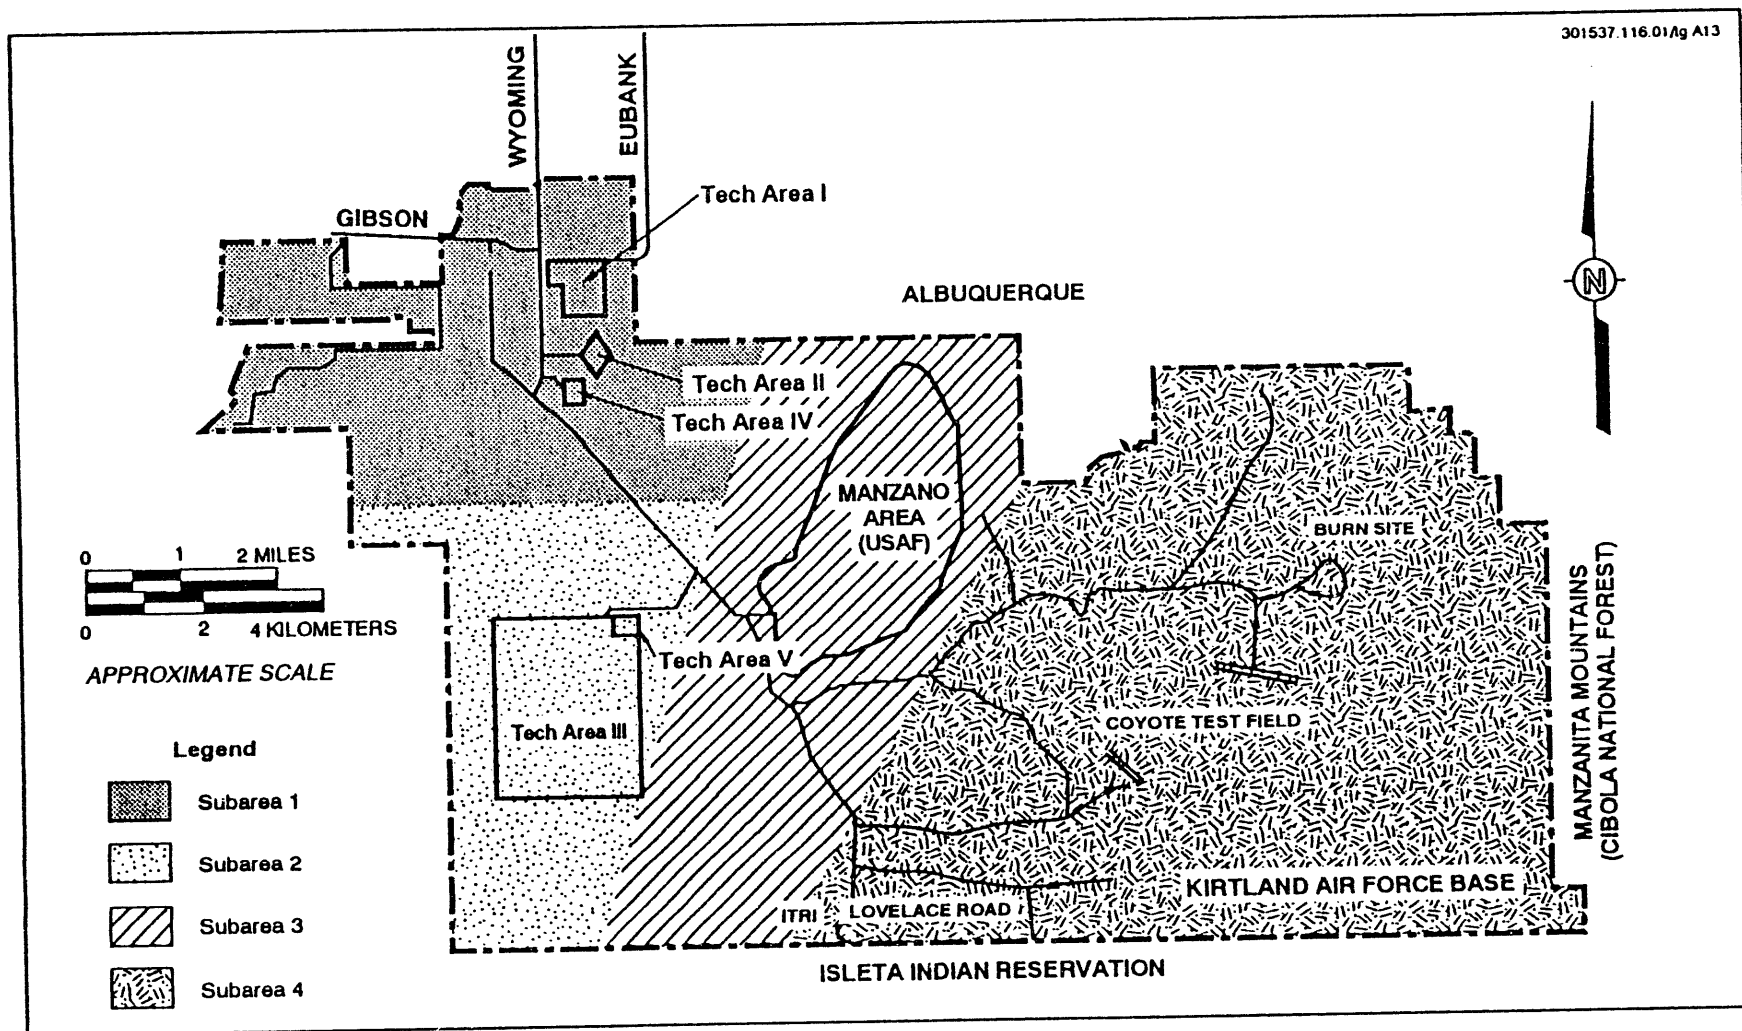 301537.116.01/lg A13
WYOMING
EUBANK
Tech Area I
GIBSON
N
ALBUQUERQUE
Tech Area II
Tech Area IV
MANZANO
AREA
(USAF)
BURN SITE
0 1 2 MILES
0 2 4 KILOMETERS
APPROXIMATE SCALE
MANZANITA MOUNTAINS
(CIBOLA NATIONAL FOREST)
Tech Area V
Tech Area III
COYOTE TEST FIELD
Legend
Subarea 1
Subarea 2
Subarea 3
Subarea 4
KIRTLAND AIR FORCE BASE
ITRI
LOVELACE ROAD
ISLETA INDIAN RESERVATION